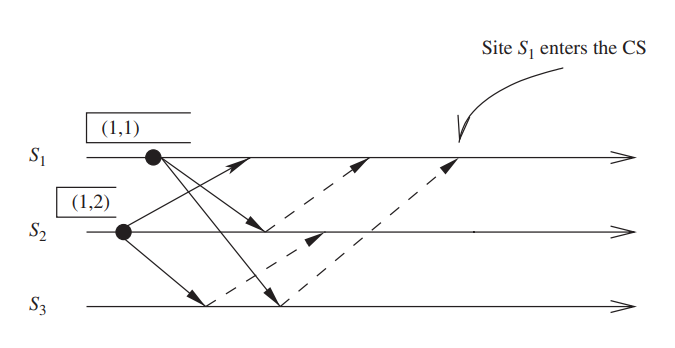 Site S₁ enters the CS
(1,1)
S₁
(1,2)
S₂
S₃